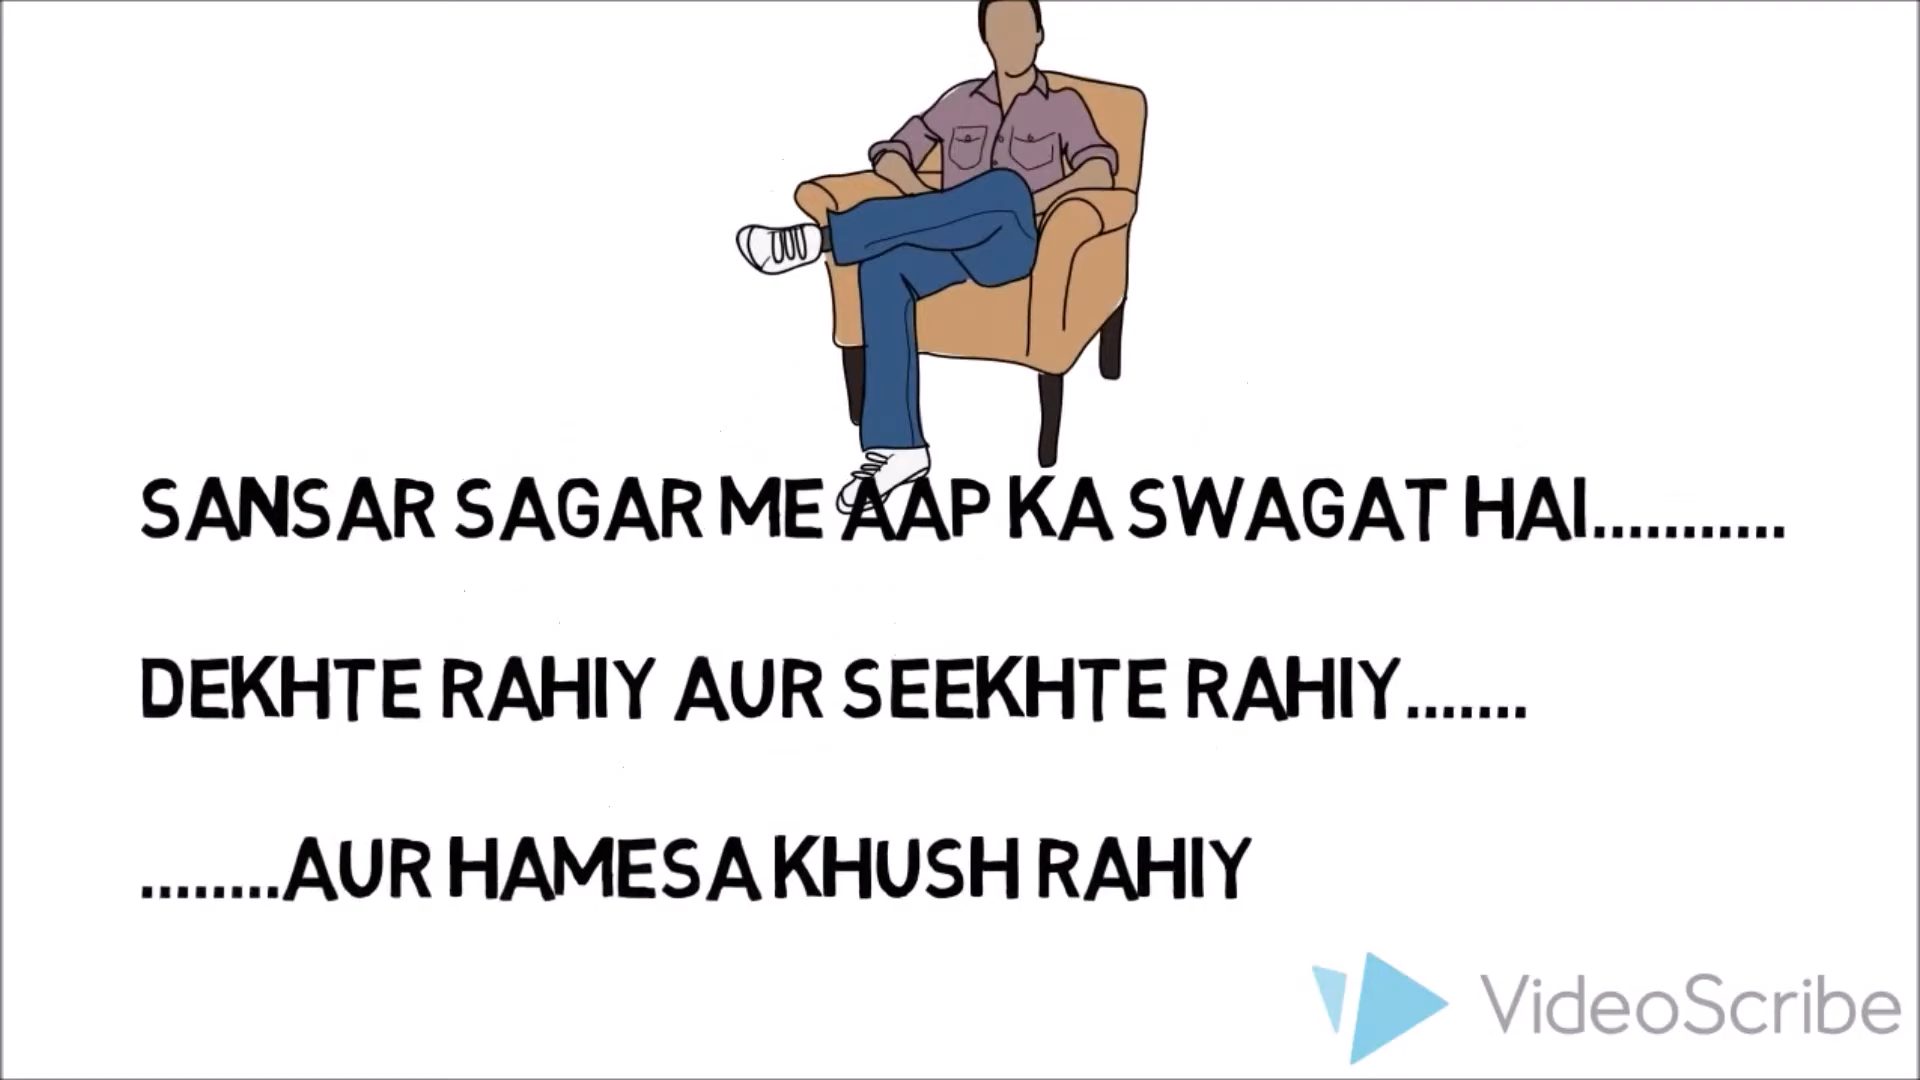 SANSAR SAGAR ME AAP KA SWAGAT HAI...........
DEKHTE RAHIY AUR SEEKHTE RAHIY.......
........AUR HAMESA KHUSH RAHIY
VideoScribe